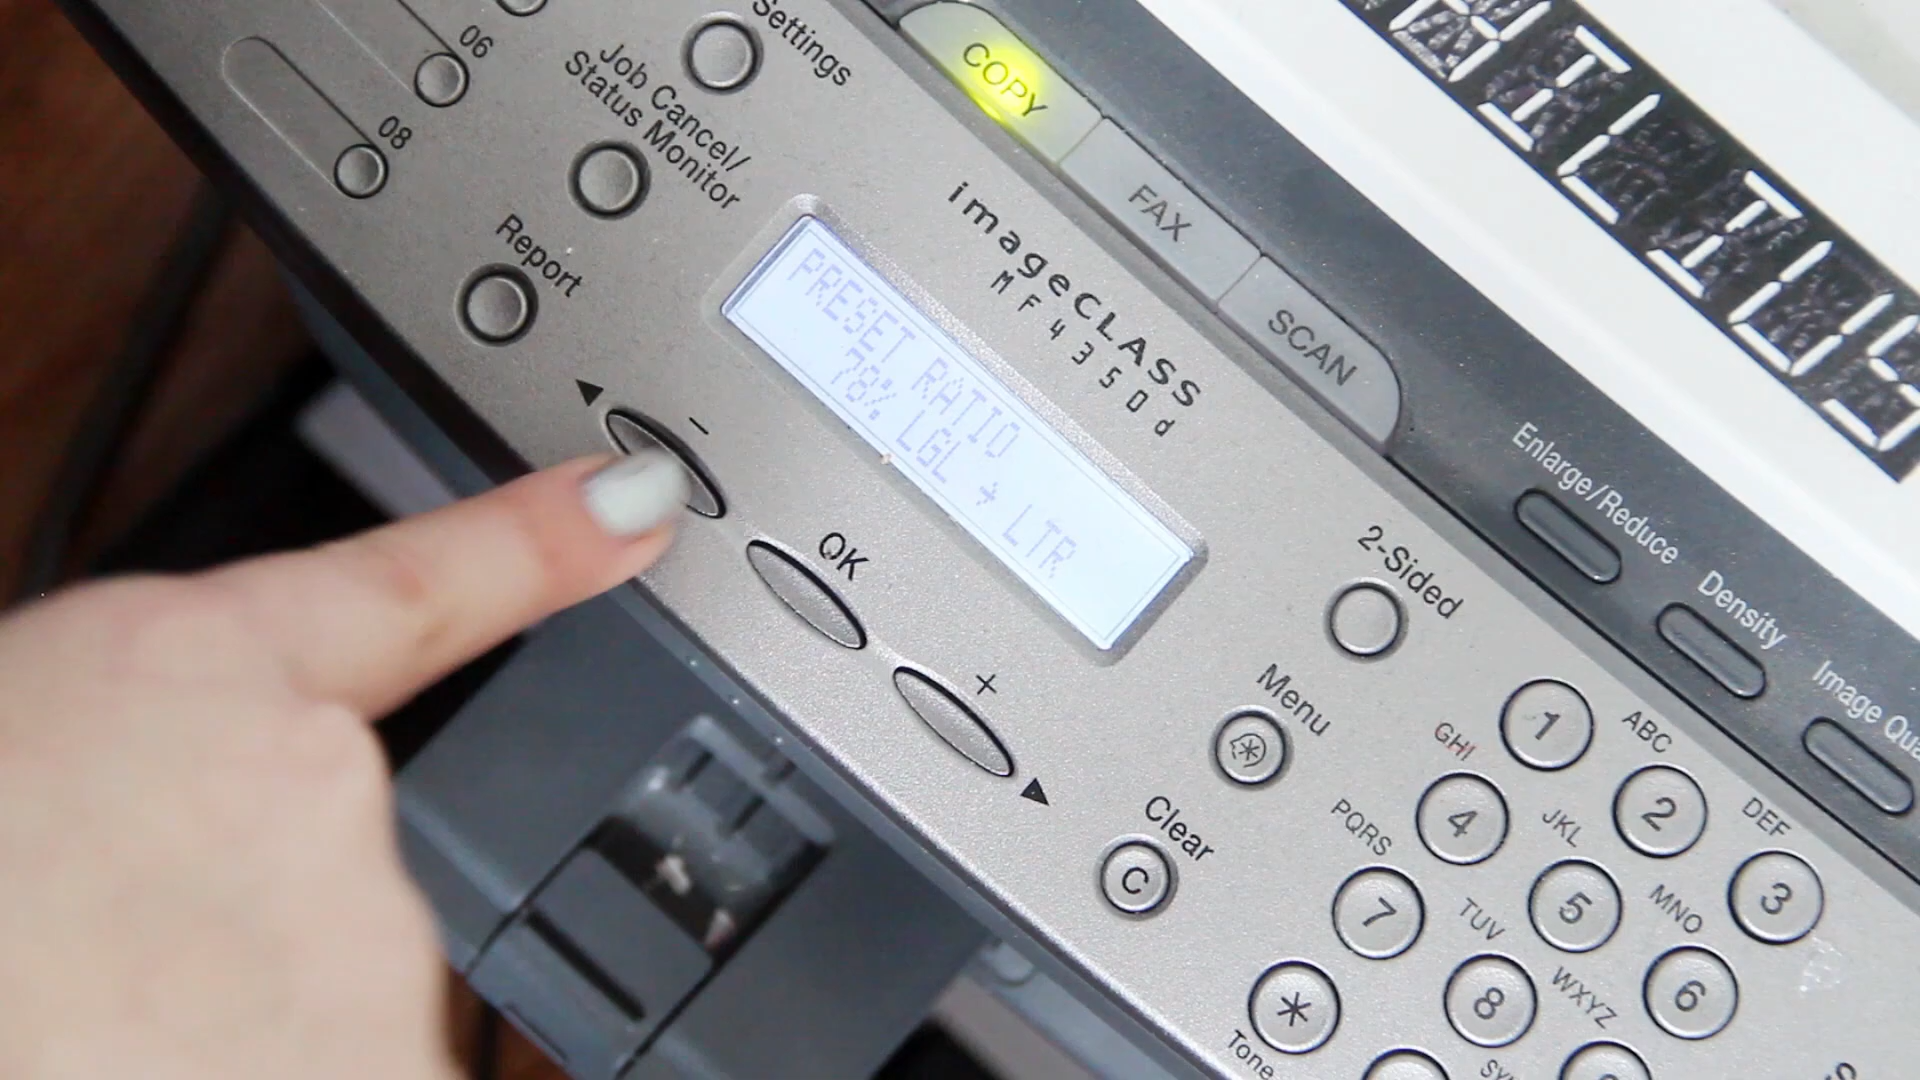 Settings
06
Job Cancel/
Status Monitor
08
Report
COPY
FAX
SCAN
imageCLASS
MF4350d
PRESET RATIO
78% LGL → LTR
◀ −
OK
+ ▶
Enlarge/Reduce
Density
2-Sided
Menu
Clear
C
1
ABC
2
DEF
3
GHI
4
JKL
5
MNO
6
PQRS
7
TUV
8
WXYZ
*
Tone